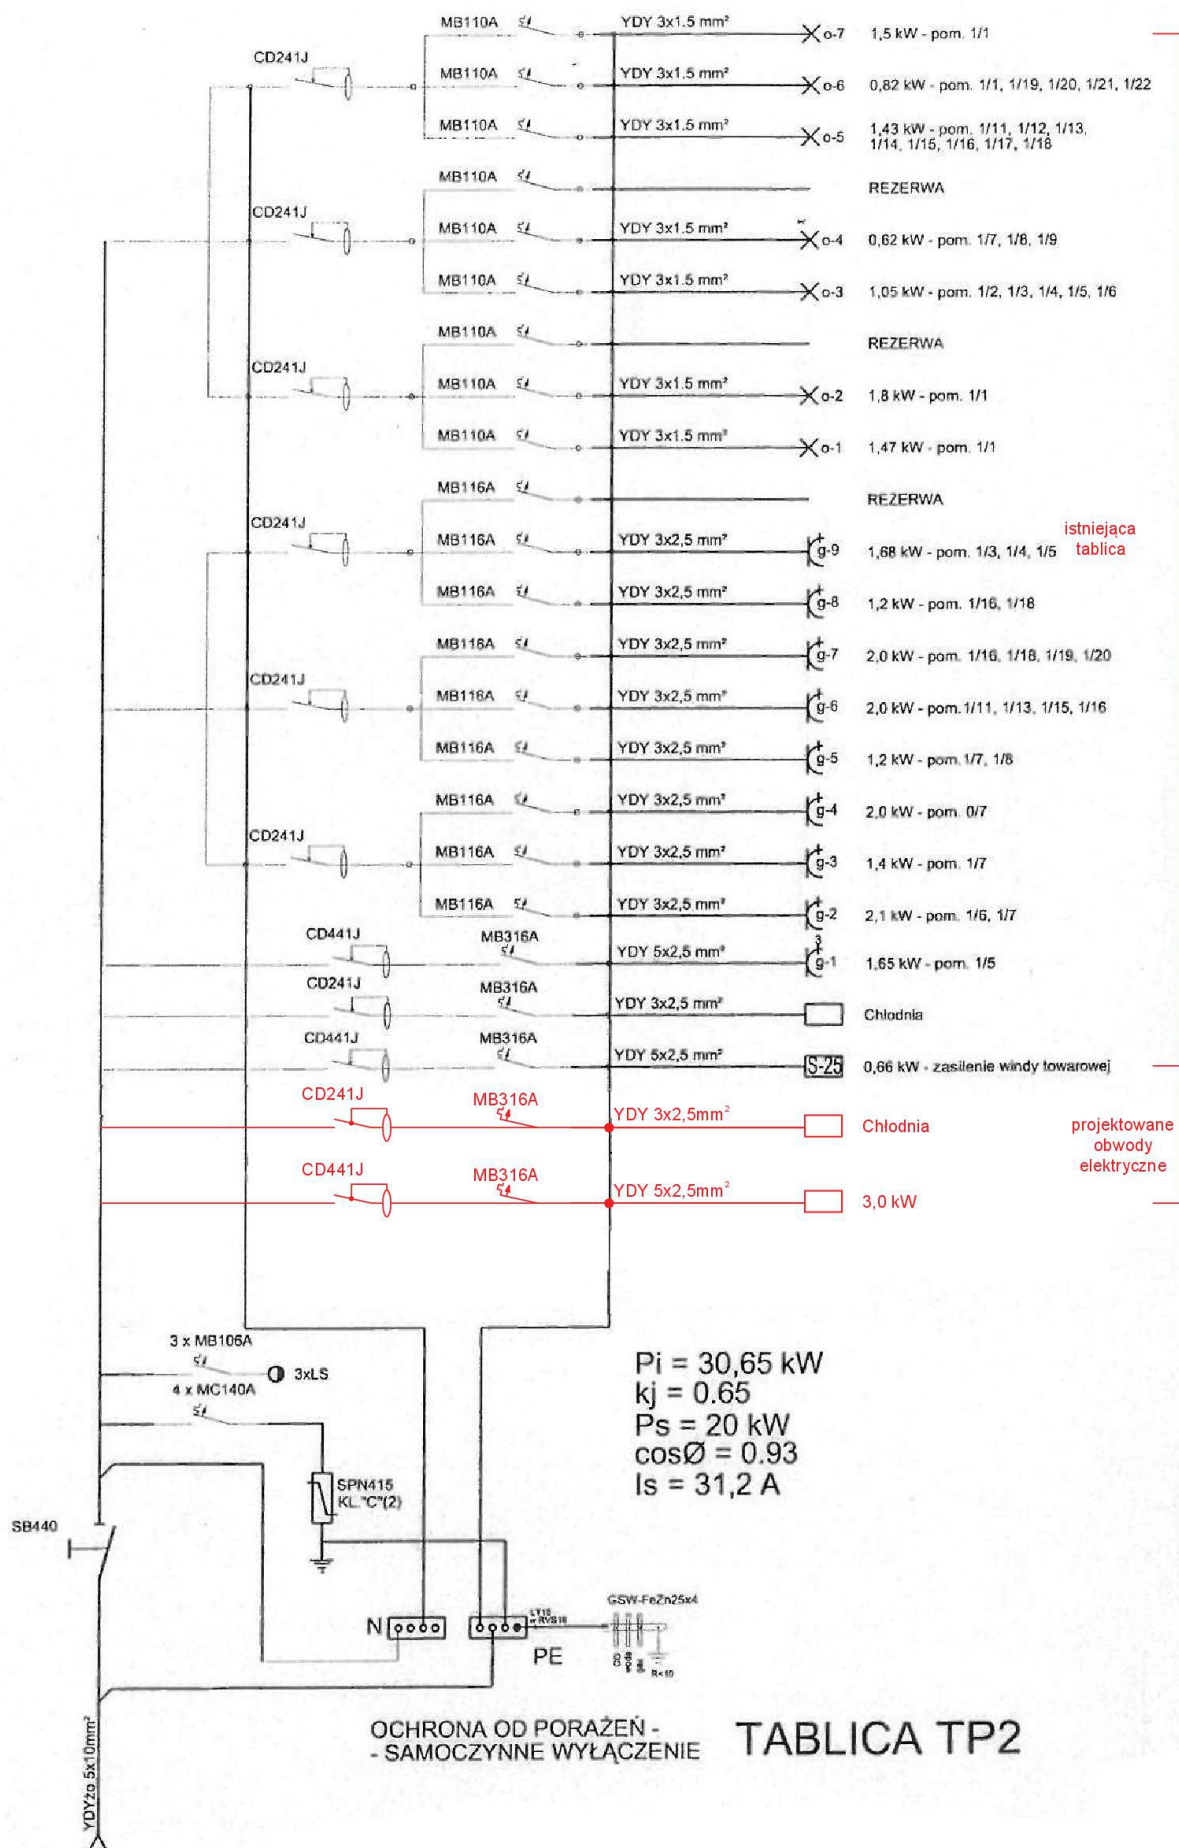 MB110A YDY 3x1.5 mm² o-7 1,5 kW - pom. 1/1
CD241J
MB110A YDY 3x1.5 mm² o-6 0,82 kW - pom. 1/1, 1/19, 1/20, 1/21, 1/22
MB110A YDY 3x1.5 mm² o-5 1,43 kW - pom. 1/11, 1/12, 1/13,
1/14, 1/15, 1/16, 1/17, 1/18
MB110A REZERWA
CD241J
MB110A YDY 3x1.5 mm² o-4 0,62 kW - pom. 1/7, 1/8, 1/9
MB110A YDY 3x1.5 mm² o-3 1,05 kW - pom. 1/2, 1/3, 1/4, 1/5, 1/6
MB110A REZERWA
CD241J
MB110A YDY 3x1.5 mm² o-2 1,8 kW - pom. 1/1
MB110A YDY 3x1.5 mm² o-1 1,47 kW - pom. 1/1
MB116A REZERWA
CD241J
istniejąca
tablica
MB116A YDY 3x2,5 mm² g-9 1,68 kW - pom. 1/3, 1/4, 1/5
MB116A YDY 3x2,5 mm² g-8 1,2 kW - pom. 1/16, 1/18
MB116A YDY 3x2,5 mm² g-7 2,0 kW - pom. 1/16, 1/18, 1/19, 1/20
CD241J
MB116A YDY 3x2,5 mm² g-6 2,0 kW - pom.1/11, 1/13, 1/15, 1/16
MB116A YDY 3x2,5 mm² g-5 1,2 kW - pom. 1/7, 1/8
MB116A YDY 3x2,5 mm² g-4 2,0 kW - pom. 0/7
CD241J
MB116A YDY 3x2,5 mm² g-3 1,4 kW - pom. 1/7
MB116A YDY 3x2,5 mm² g-2 2,1 kW - pom. 1/6, 1/7
CD441J MB316A YDY 5x2,5 mm² 3 g-1 1,65 kW - pom. 1/5
CD241J MB316A YDY 3x2,5 mm² Chłodnia
CD441J MB316A YDY 5x2,5 mm² S-25 0,66 kW - zasilenie windy towarowej
CD241J MB316A YDY 3x2,5mm² Chłodnia
projektowane
obwody
elektryczne
CD441J MB316A YDY 5x2,5mm² 3,0 kW
3 x MB106A
3xLS
4 x MC140A
Pi = 30,65 kW
kj = 0.65
Ps = 20 kW
cosØ = 0.93
Is = 31,2 A
SPN415
KL."C"(2)
SB440
GSW-FeZn25x4
N
PE
CO
woda
R<10
OCHRONA OD PORAŻEŃ -
- SAMOCZYNNE WYŁĄCZENIE
TABLICA TP2
YDYżo 5x10mm²